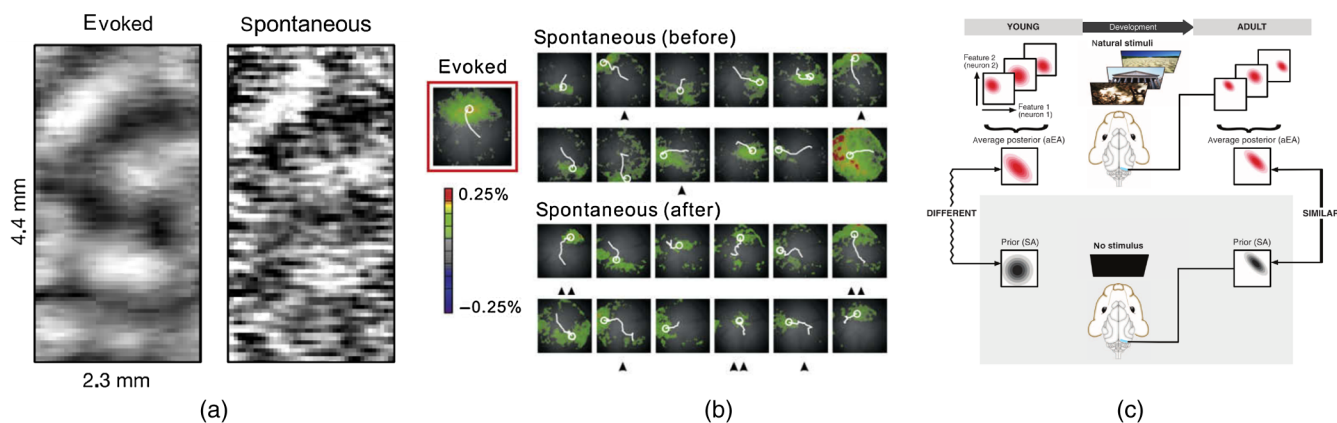 Evoked
Spontaneous
4.4 mm
2.3 mm
(a)
Spontaneous (before)
Evoked
0.25%
−0.25%
Spontaneous (after)
(b)
YOUNG
Development
ADULT
Natural stimuli
Feature 2
(neuron 2)
Feature 1
(neuron 1)
Average posterior (aEA)
Average posterior (aEA)
DIFFERENT
SIMILAR
Prior (SA)
No stimulus
Prior (SA)
(c)